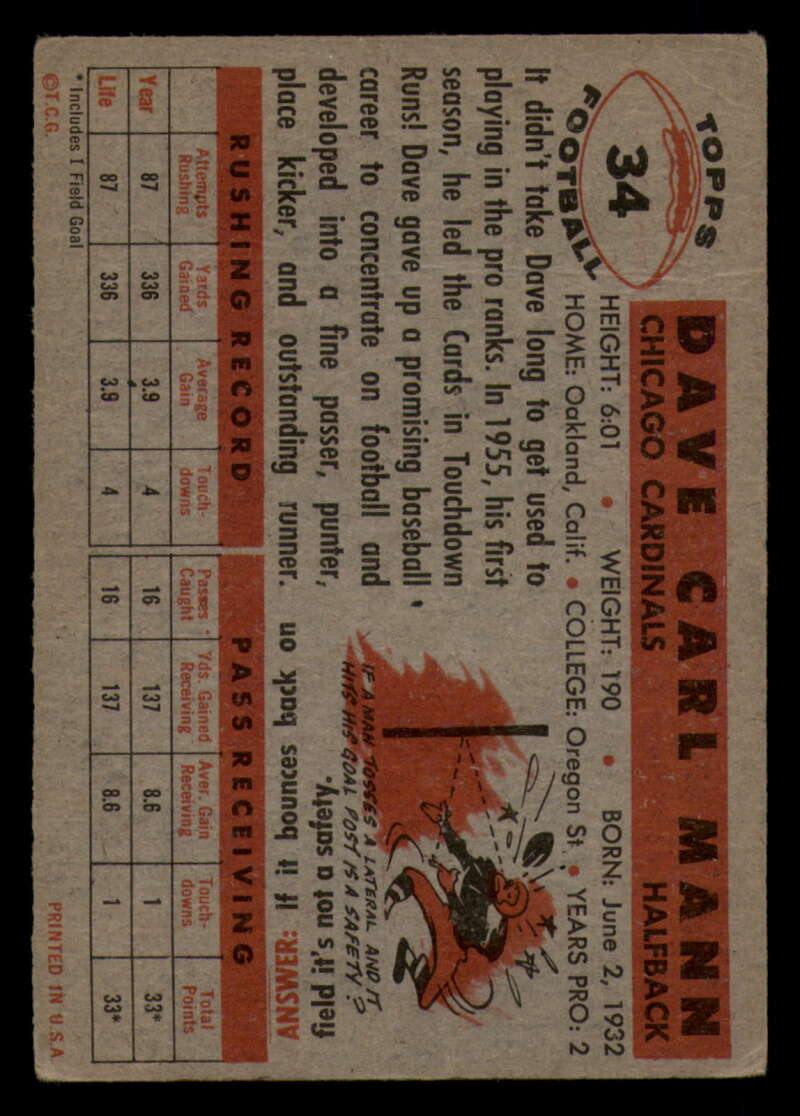 TOPPS
34
FOOTBALL
DAVE CARL MANN
CHICAGO CARDINALS HALFBACK
HEIGHT: 6:01 • WEIGHT: 190 • BORN: June 2, 1932
HOME: Oakland, Calif. • COLLEGE: Oregon St. • YEARS PRO: 2
It didn't take Dave long to get used to
playing in the pro ranks. In 1955, his first
season, he led the Cards in Touchdown
Runs! Dave gave up a promising baseball
career to concentrate on football and
developed into a fine passer, punter,
place kicker, and outstanding runner.
IF A MAN TOSSES A LATERAL AND IT
HITS HIS GOAL POST IS A SAFETY?
ANSWER: If it bounces back on
field it's not a safety.
RUSHING RECORD PASS RECEIVING
Attempts Rushing Yards Gained Average Gain Touch-downs Passes Caught Yds. Gained Receiving Aver. Gain Receiving Touch-downs Total Points
Year 87 336 3.9 4 16 137 8.6 1 33*
Life 87 336 3.9 4 16 137 8.6 1 33*
* Includes 1 Field Goal
©T.C.G. PRINTED IN U.S.A